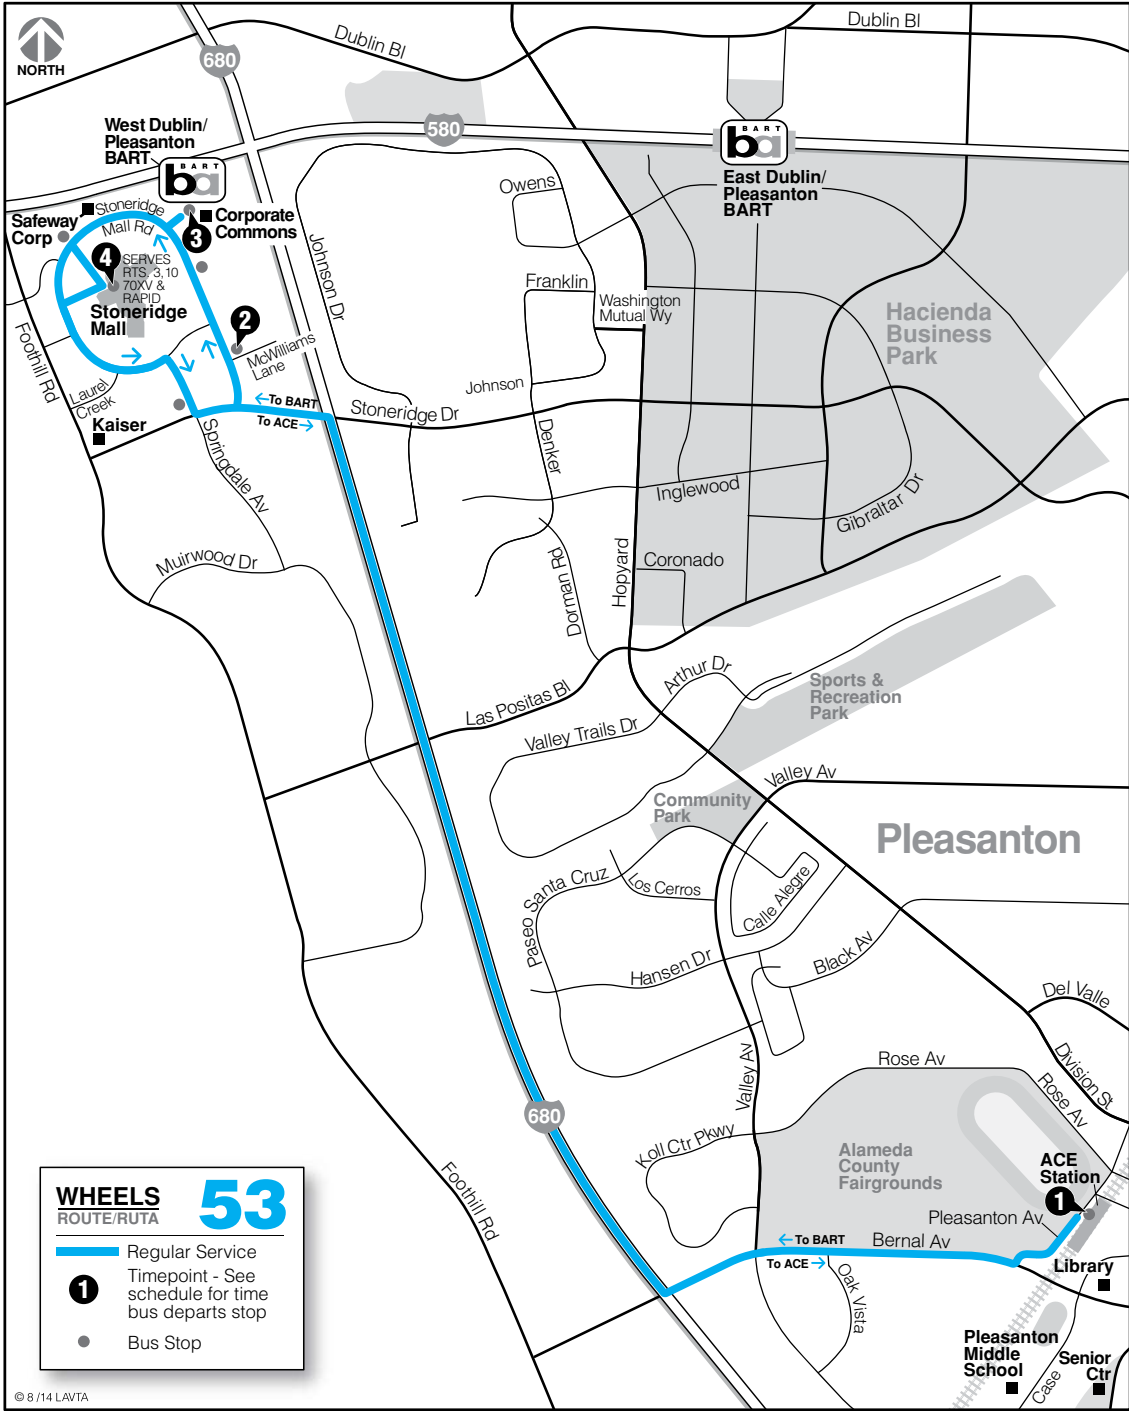 NORTH
680
Dublin Bl
Dublin Bl
580
West Dublin/
Pleasanton
BART
BART
ba
BART
ba
East Dublin/
Pleasanton
BART
Safeway
Corp
Stoneridge
Mall Rd
Corporate
Commons
3
4
SERVES
RTS. 3,10
70XV &
RAPID
Stoneridge
Mall
2
McWilliams
Lane
Foothill Rd
Laurel
Creek
Kaiser
To BART
To ACE
Springdale Av
Stoneridge Dr
Johnson Dr
Owens
Franklin
Washington
Mutual Wy
Johnson
Denker
Hacienda
Business
Park
Inglewood
Gibraltar Dr
Hopyard
Coronado
Dorman Rd
Muirwood Dr
Las Positas Bl
Arthur Dr
Valley Trails Dr
Sports &
Recreation
Park
Valley Av
Community
Park
Pleasanton
Paseo Santa Cruz
Los Cerros
Calle Alegre
Hansen Dr
Black Av
Del Valle
Division St
Rose Av
Rose Av
Valley Av
680
Koll Ctr Pkwy
Alameda
County
Fairgrounds
ACE
Station
1
Pleasanton Av
Bernal Av
To BART
To ACE
Oak Vista
Library
Pleasanton
Middle
School
Senior
Ctr
Case
Foothill Rd
WHEELS
ROUTE/RUTA
53
Regular Service
1
Timepoint - See
schedule for time
bus departs stop
Bus Stop
© 8 /14 LAVTA